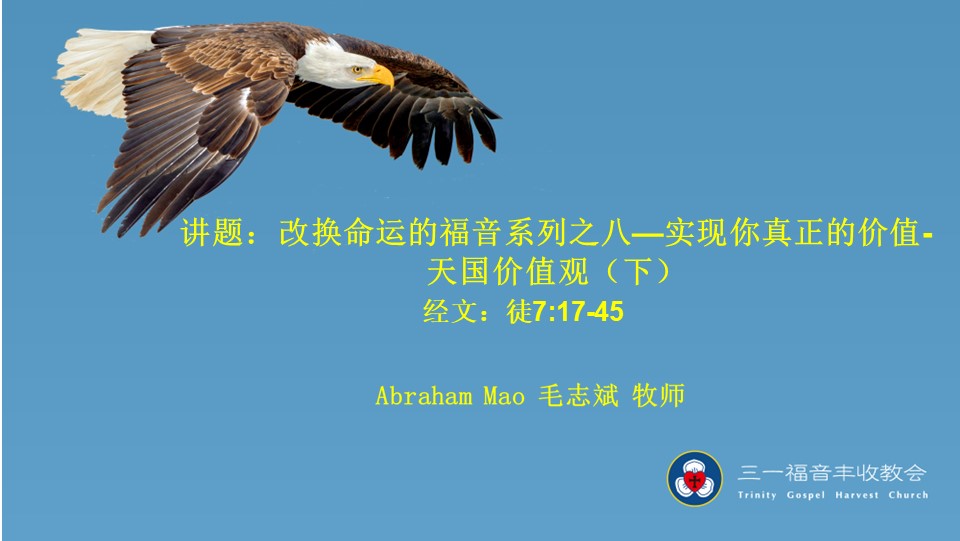 讲题：改换命运的福音系列之八—实现你真正的价值-
天国价值观（下）
经文：徒7:17-45
Abraham Mao 毛志斌 牧师
三一福音丰收教会
Trinity Gospel Harvest Church